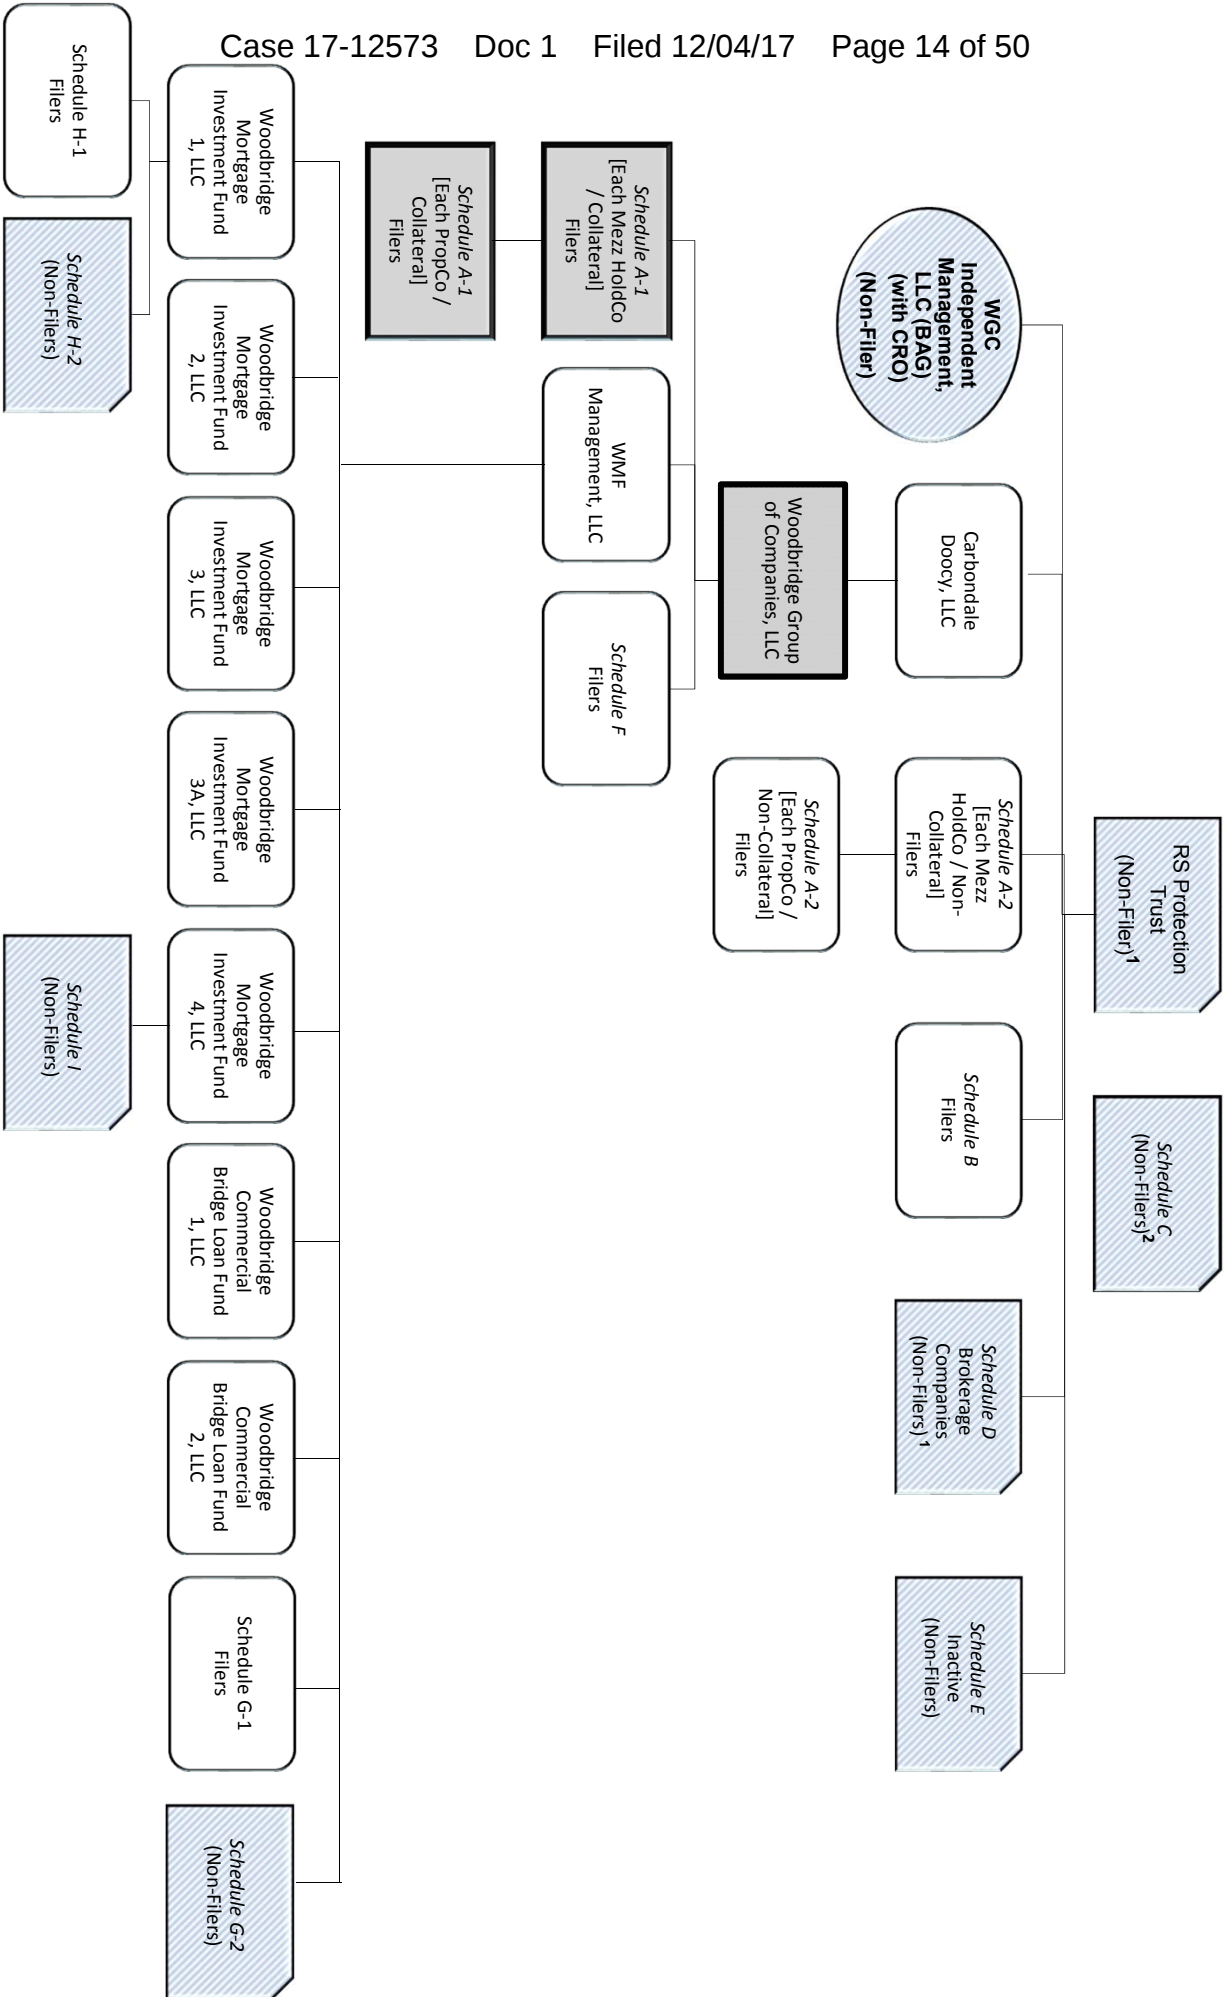 Case 17-12573 Doc 1 Filed 12/04/17 Page 14 of 50
RS Protection
Trust
(Non-Filer)1
Schedule C
(Non-Filers)2
WGC
Independent
Management,
LLC (BAG)
(with CRO)
(Non-Filer)
Carbondale
Doocy, LLC
Schedule A-2
[Each Mezz
HoldCo / Non-
Collateral]
Filers
Schedule B
Filers
Schedule D
Brokerage
Companies
(Non-Filers)1
Schedule E
Inactive
(Non-Filers)
Woodbridge Group
of Companies, LLC
Schedule A-2
[Each PropCo /
Non-Collateral]
Filers
Schedule A-1
[Each Mezz HoldCo
/ Collateral]
Filers
WMF
Management, LLC
Schedule F
Filers
Schedule A-1
[Each PropCo /
Collateral]
Filers
Woodbridge
Mortgage
Investment Fund
1, LLC
Woodbridge
Mortgage
Investment Fund
2, LLC
Woodbridge
Mortgage
Investment Fund
3, LLC
Woodbridge
Mortgage
Investment Fund
3A, LLC
Woodbridge
Mortgage
Investment Fund
4, LLC
Woodbridge
Commercial
Bridge Loan Fund
1, LLC
Woodbridge
Commercial
Bridge Loan Fund
2, LLC
Schedule G-1
Filers
Schedule G-2
(Non-Filers)
Schedule H-1
Filers
Schedule H-2
(Non-Filers)
Schedule I
(Non-Filers)